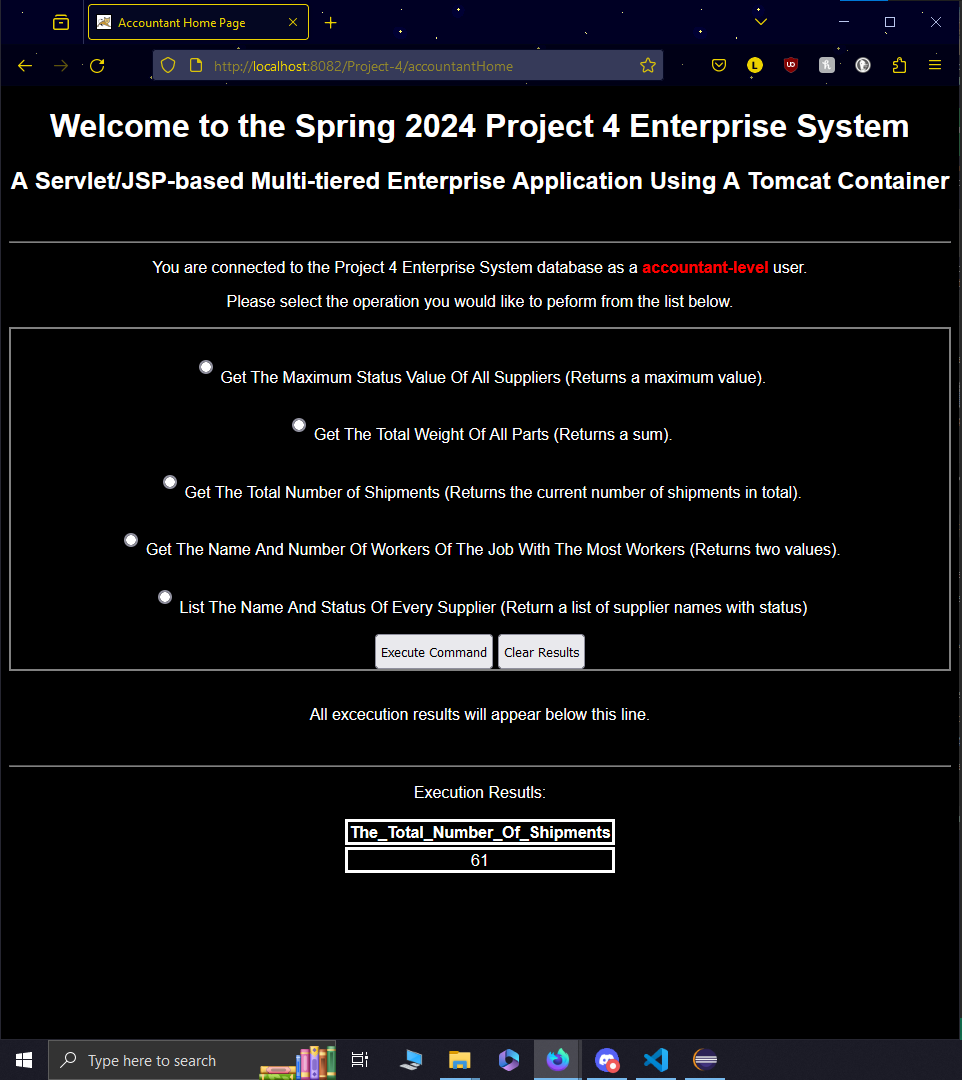 Accountant Home Page
http://localhost:8082/Project-4/accountantHome
Welcome to the Spring 2024 Project 4 Enterprise System
A Servlet/JSP-based Multi-tiered Enterprise Application Using A Tomcat Container
You are connected to the Project 4 Enterprise System database as a accountant-level user.
Please select the operation you would like to peform from the list below.
Get The Maximum Status Value Of All Suppliers (Returns a maximum value).
Get The Total Weight Of All Parts (Returns a sum).
Get The Total Number of Shipments (Returns the current number of shipments in total).
Get The Name And Number Of Workers Of The Job With The Most Workers (Returns two values).
List The Name And Status Of Every Supplier (Return a list of supplier names with status)
Execute Command Clear Results
All excecution results will appear below this line.
Execution Resutls:
The_Total_Number_Of_Shipments
61
Type here to search